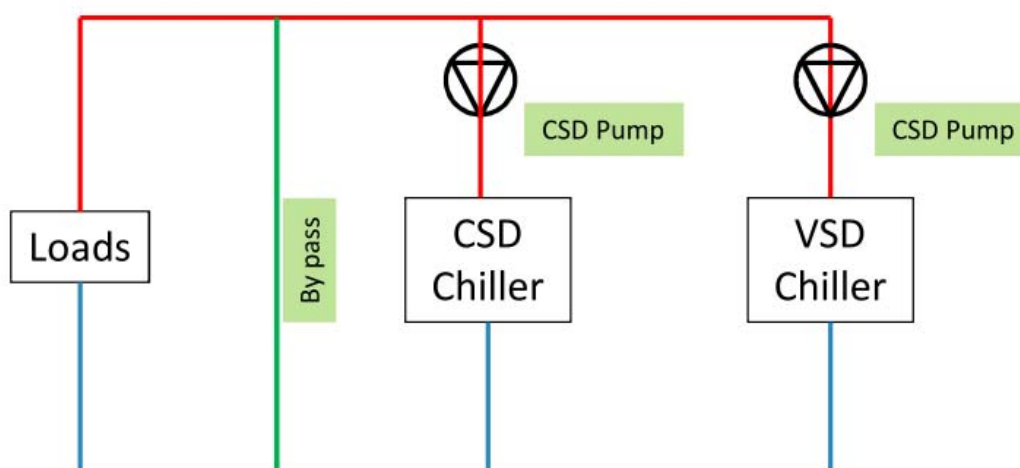 CSD Pump
CSD Pump
Loads
By pass
CSD
Chiller
VSD
Chiller